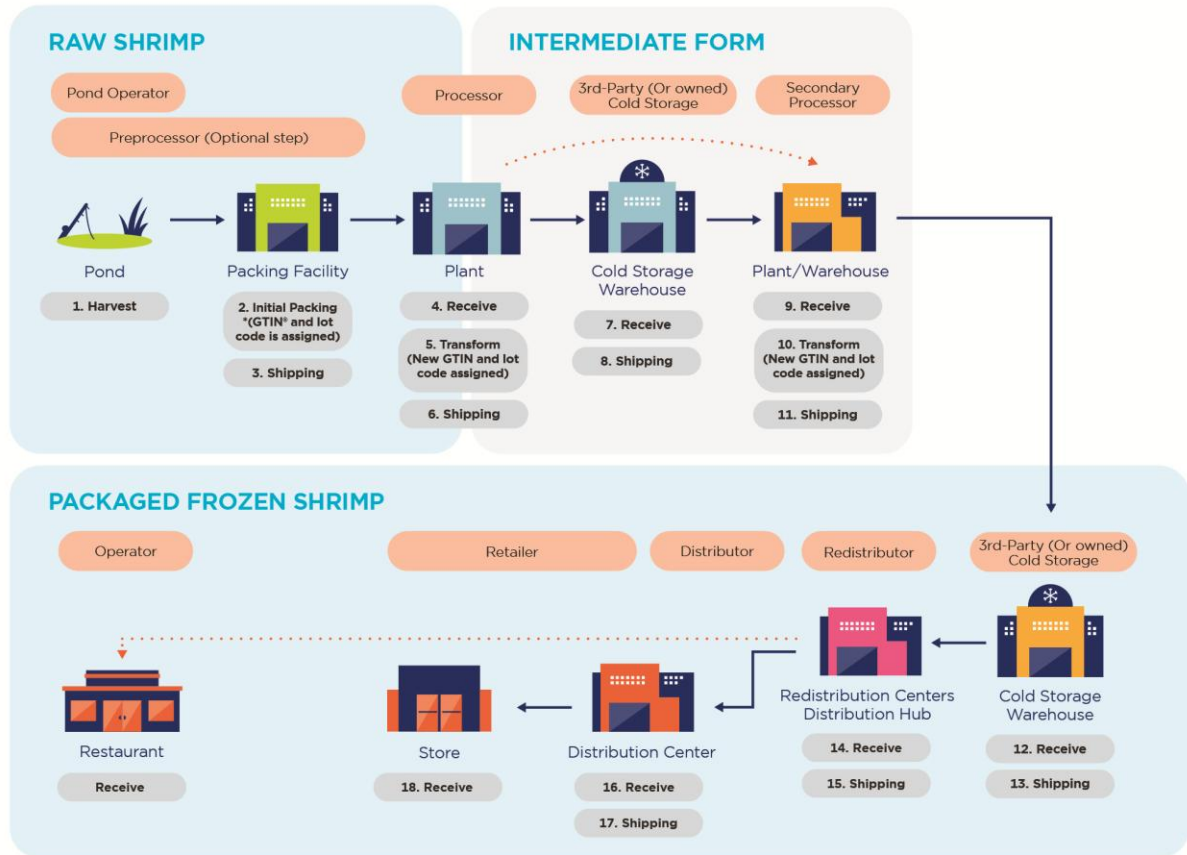 RAW SHRIMP
INTERMEDIATE FORM
Pond Operator
Preprocessor (Optional step)
Processor
3rd-Party (Or owned)
Cold Storage
Secondary
Processor
Pond
1. Harvest
Packing Facility
2. Initial Packing
*(GTIN® and lot
code is assigned)
3. Shipping
Plant
4. Receive
5. Transform
(New GTIN and lot
code assigned)
6. Shipping
Cold Storage
Warehouse
7. Receive
8. Shipping
Plant/Warehouse
9. Receive
10. Transform
(New GTIN and lot
code assigned)
11. Shipping
PACKAGED FROZEN SHRIMP
Operator
Retailer
Distributor
Redistributor
3rd-Party (Or owned)
Cold Storage
Restaurant
Receive
Store
18. Receive
Distribution Center
16. Receive
17. Shipping
Redistribution Centers
Distribution Hub
14. Receive
15. Shipping
Cold Storage
Warehouse
12. Receive
13. Shipping